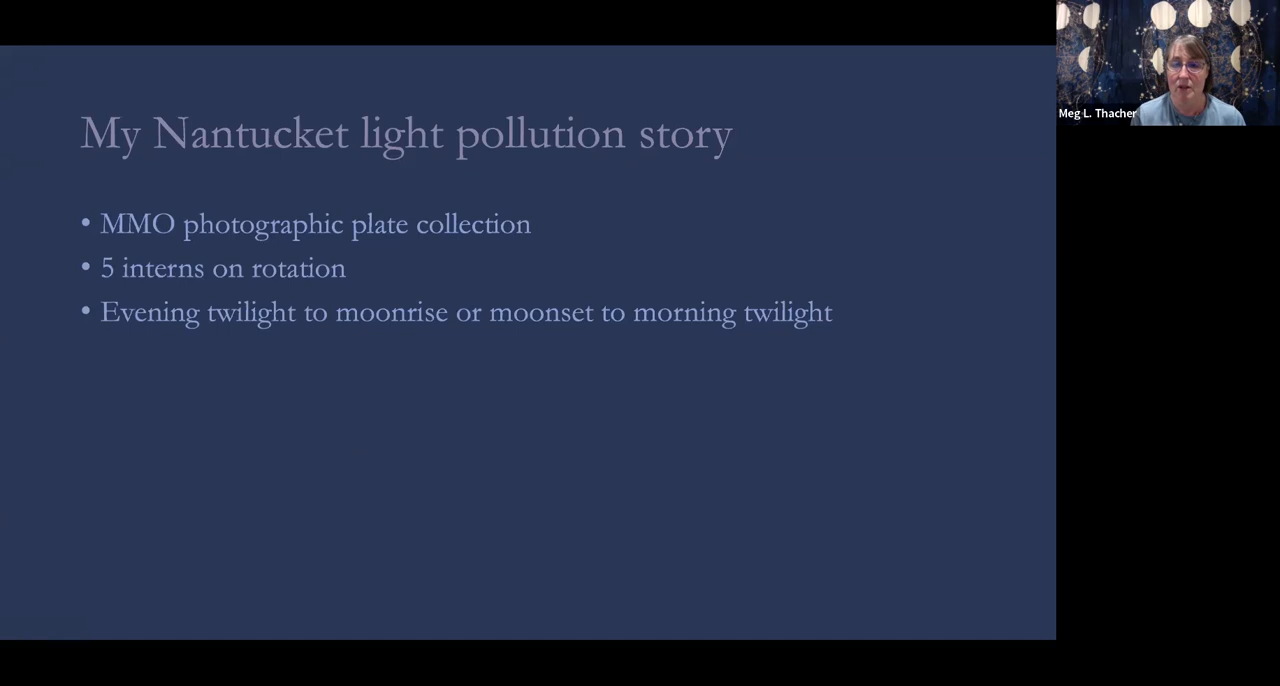 My Nantucket light pollution story
• MMO photographic plate collection
• 5 interns on rotation
• Evening twilight to moonrise or moonset to morning twilight
Meg L. Thacher